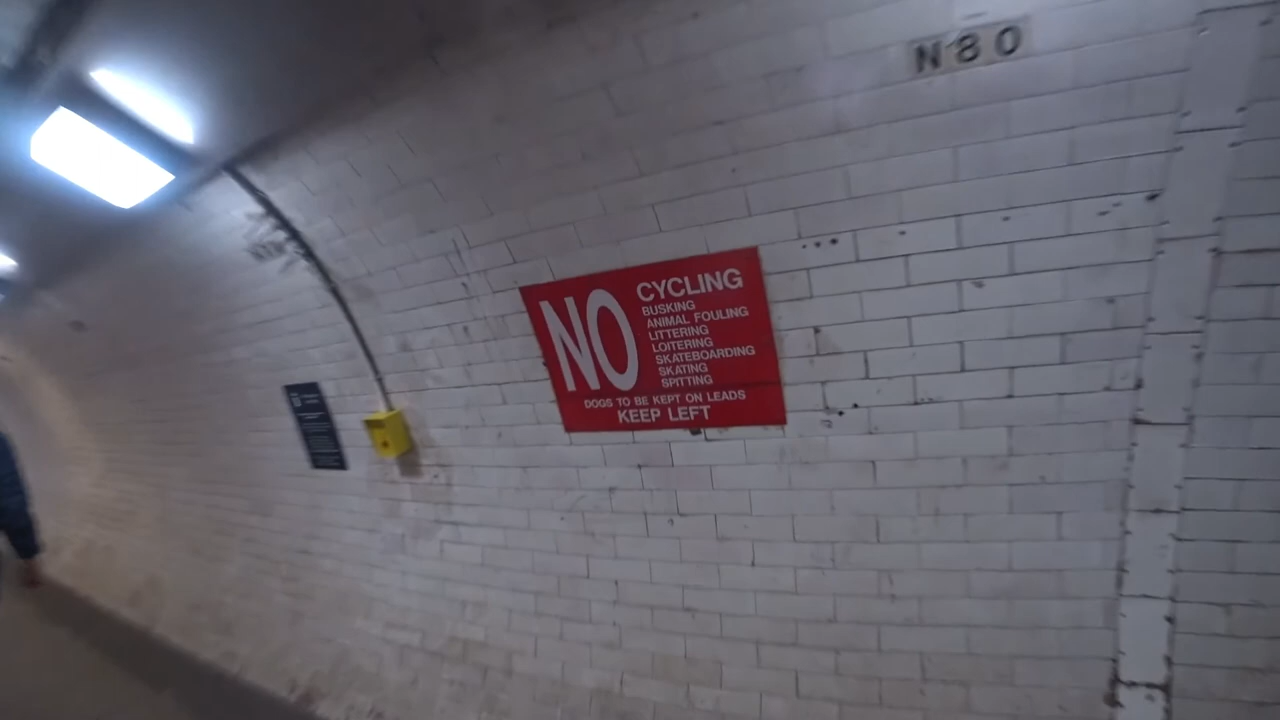 N80
NO
CYCLING
BUSKING
ANIMAL FOULING
LITTERING
LOITERING
SKATEBOARDING
SKATING
SPITTING
DOGS TO BE KEPT ON LEADS
KEEP LEFT